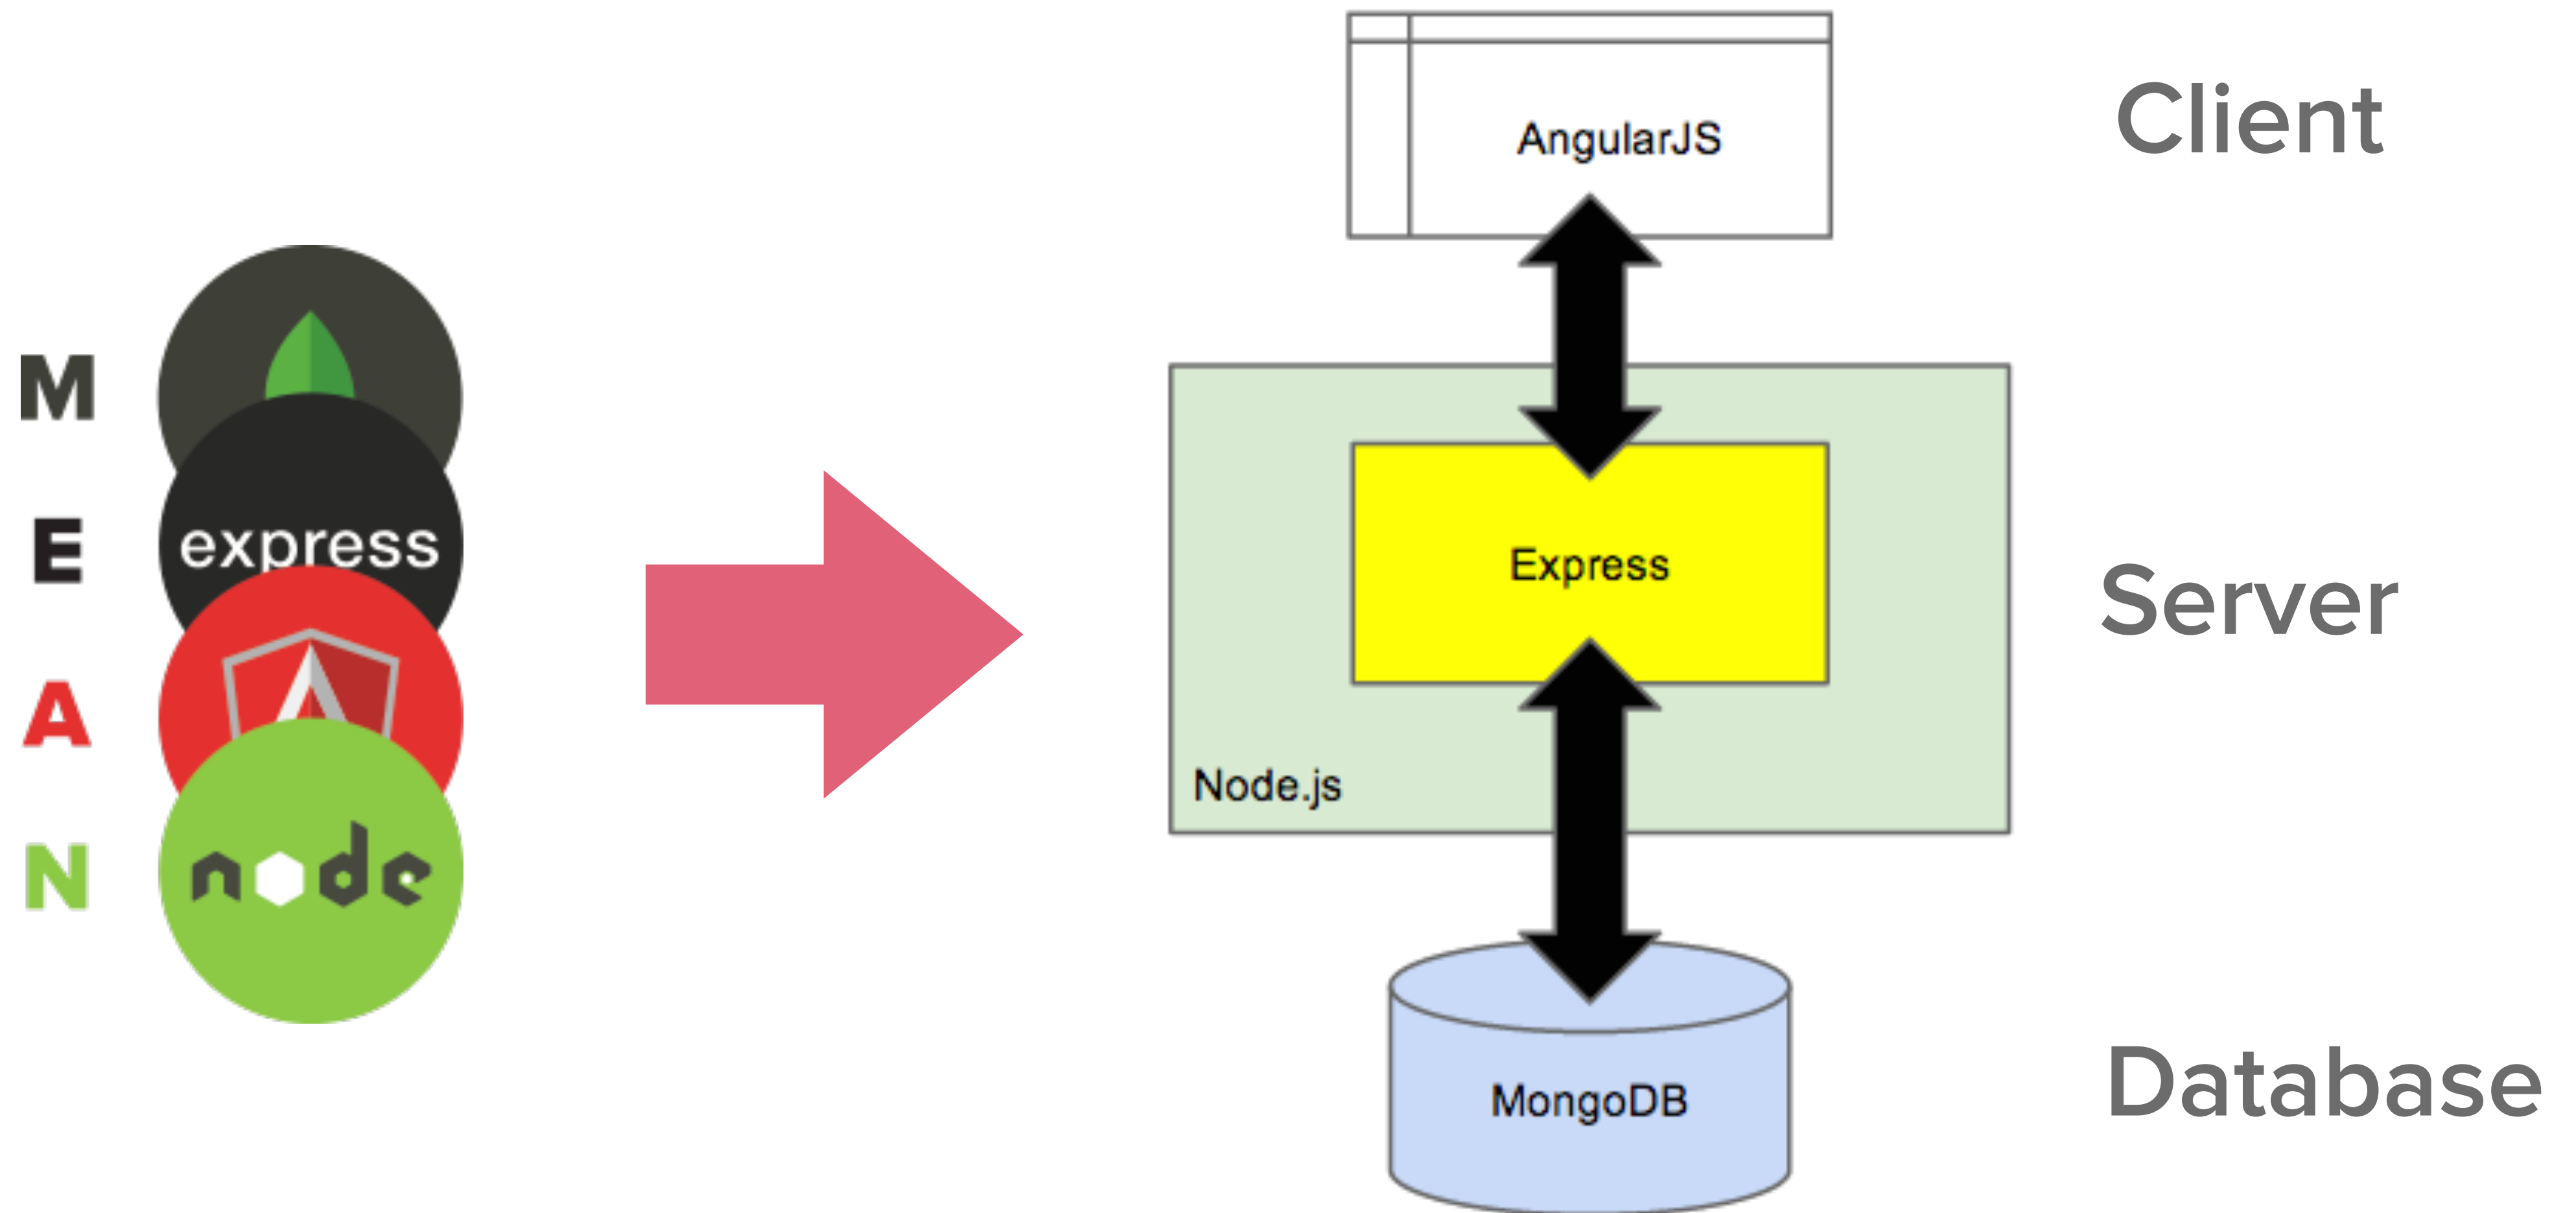 M
E
express
A
N
node
AngularJS
Client
Express
Server
Node.js
MongoDB
Database